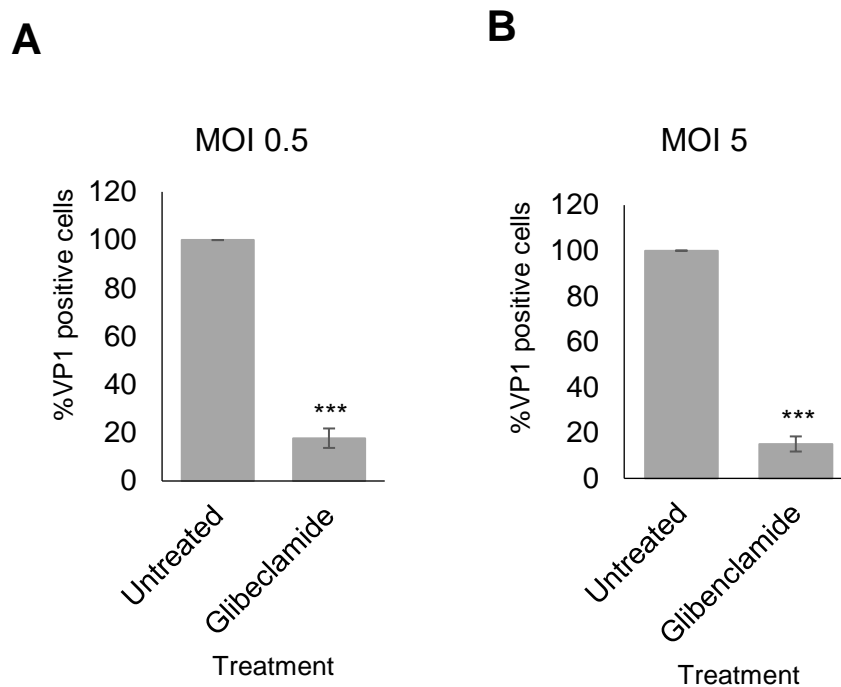 A
MOI 0.5
%VP1 positive cells
120
100
80
60
40
20
0
***
Untreated
Glibeclamide
Treatment
B
MOI 5
%VP1 positive cells
120
100
80
60
40
20
0
***
Untreated
Glibenclamide
Treatment